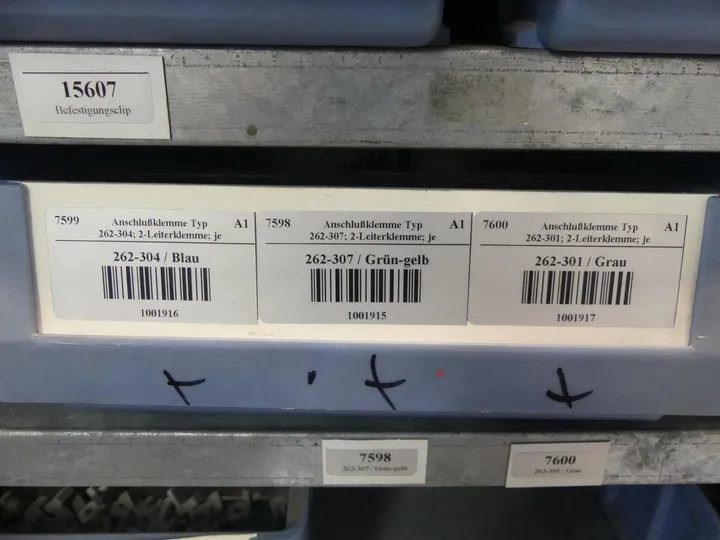 15607
Befestigungsclip
7599
Anschlußklemme Typ
A1
262-304; 2-Leiterklemme; je
262-304 / Blau
1001916
7598
Anschlußklemme Typ
A1
262-307; 2-Leiterklemme; je
262-307 / Grün-gelb
1001915
7600
Anschlußklemme Typ
A1
262-301; 2-Leiterklemme; je
262-301 / Grau
1001917
7598
262-307 / Grün-gelb
7600
262-301 / Grau